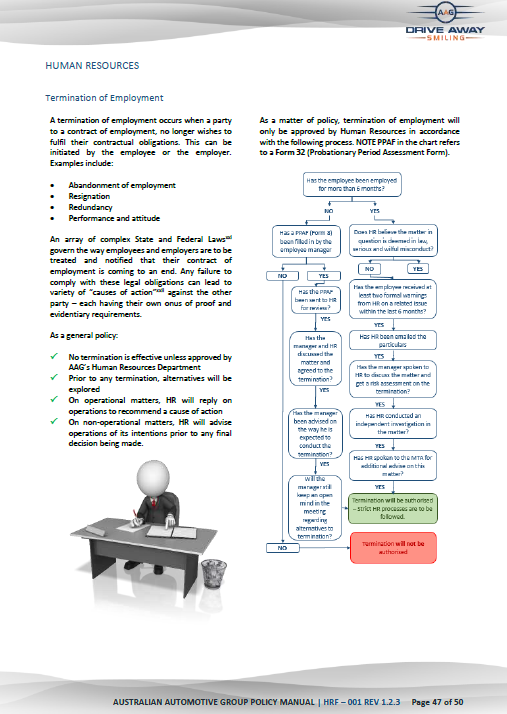 AAG
DRIVE AWAY
SMILING
HUMAN RESOURCES
Termination of Employment
A termination of employment occurs when a party
to a contract of employment, no longer wishes to
fulfil their contractual obligations. This can be
initiated by the employee or the employer.
Examples include:
• Abandonment of employment
• Resignation
• Redundancy
• Performance and attitude
An array of complex State and Federal Laws
govern the way employees and employers are to be
treated and notified that their contract of
employment is coming to an end. Any failure to
comply with these legal obligations can lead to
variety of "causes of action" against the other
party – each having their own onus of proof and
evidentiary requirements.
As a general policy:
✓ No termination is effective unless approved by
AAG's Human Resources Department
✓ Prior to any termination, alternatives will be
explored
✓ On operational matters, HR will reply on
operations to recommend a cause of action
✓ On non-operational matters, HR will advise
operations of its intentions prior to any final
decision being made.
As a matter of policy, termination of employment will
only be approved by Human Resources in accordance
with the following process. NOTE PPAF in the chart refers
to a Form 32 (Probationary Period Assessment Form).
Has the employee been employed
for more than 6 months?
NO
YES
Has a PPAF (Form 3)
been filled in by the
employee manager
NO
YES
Has the PPAF
been sent to HR
for review?
YES
Has the
manager and HR
discussed the
matter and
agreed to the
termination?
YES
Has the manager
been advised on
the way he is
expected to
conduct the
termination?
YES
Will the
manager still
keep an open
mind in the
meeting
regarding
alternatives to
termination?
NO
Does HR believe the matter in
question is deemed in law,
serious and wilful misconduct?
NO
YES
Has the employee received at
least two formal warnings
from HR on a related issue
within the last 6 months?
YES
Has HR been emailed the
particulars
YES
Has the manager spoken to
HR to discuss the matter and
get a risk assessment on the
termination?
YES
Has HR conducted an
independent investigation in
the matter?
YES
Has HR spoken to the MTA for
additional advise on this
matter?
YES
Termination will be authorised
– Strict HR processes are to be
followed.
Termination will not be
authorised
AUSTRALIAN AUTOMOTIVE GROUP POLICY MANUAL | HRF – 001 REV 1.2.3 Page 47 of 50